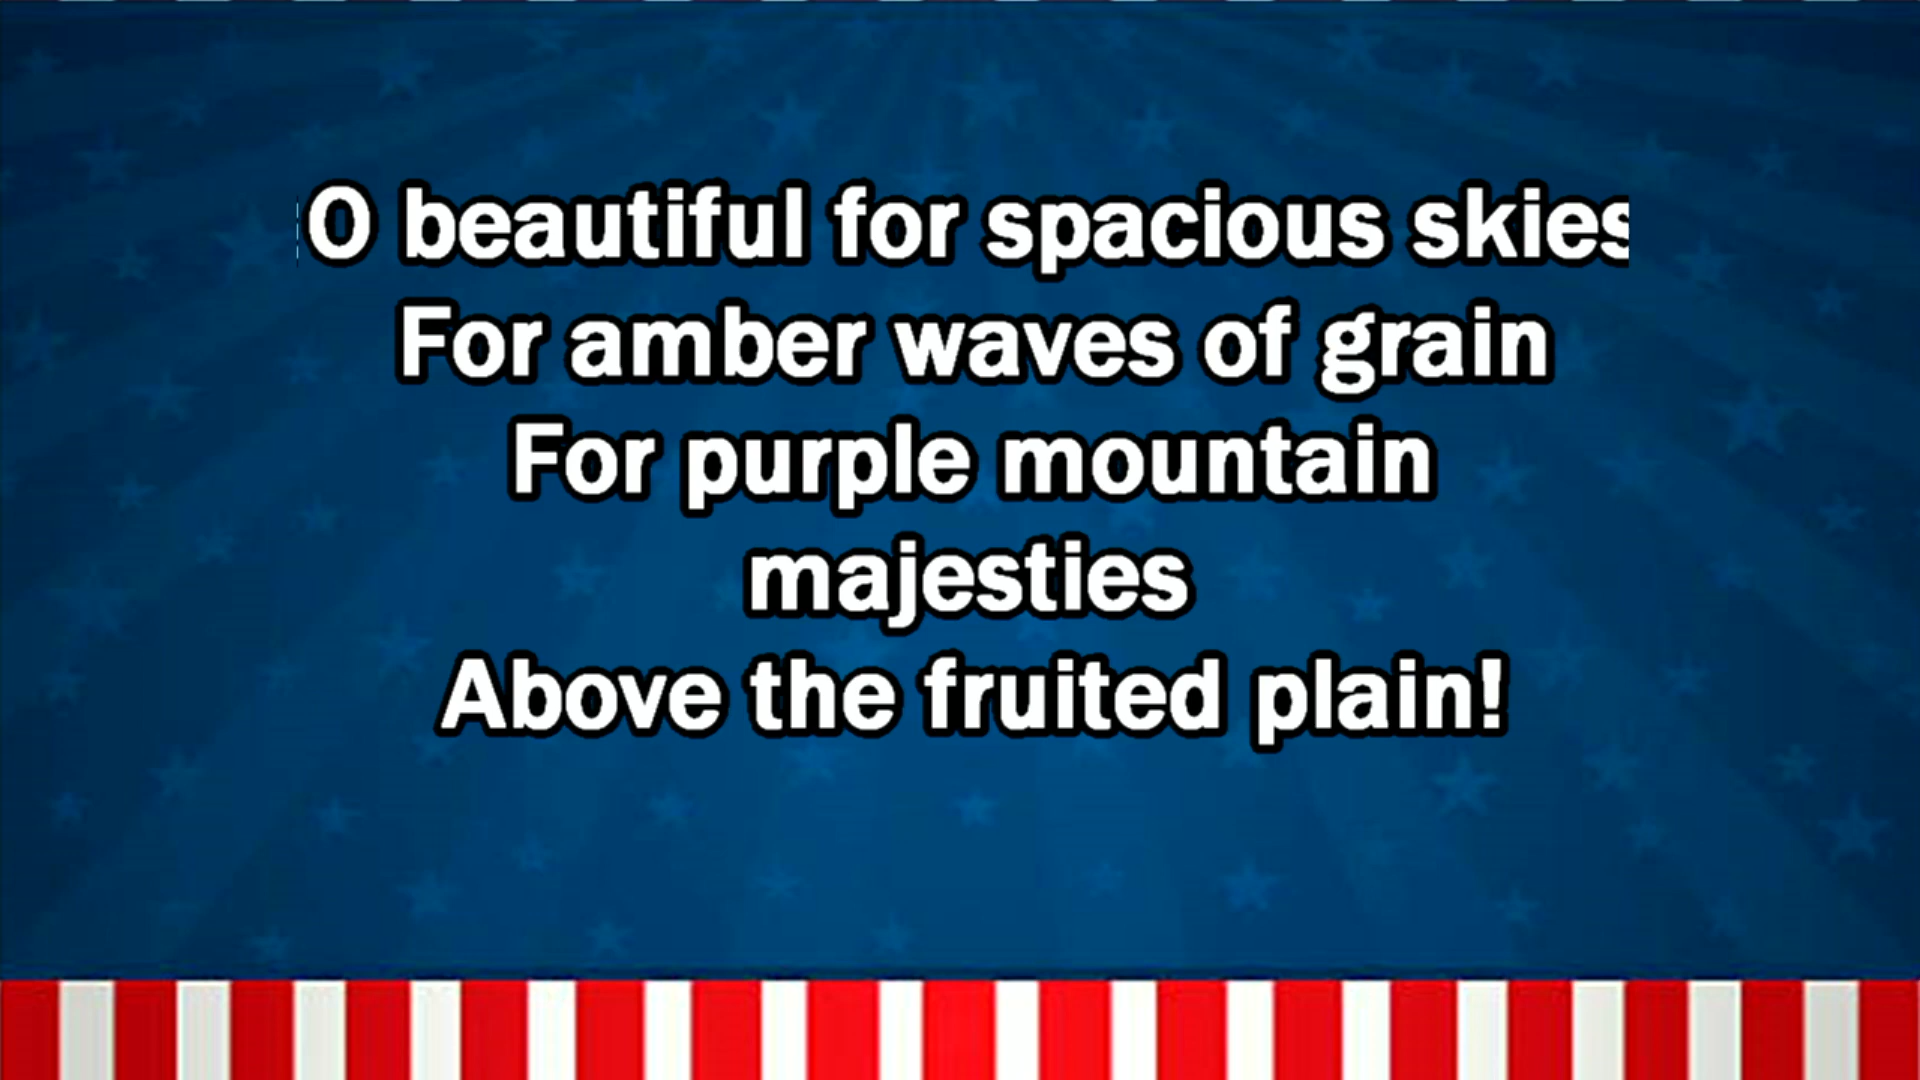 O beautiful for spacious skies
For amber waves of grain
For purple mountain
majesties
Above the fruited plain!